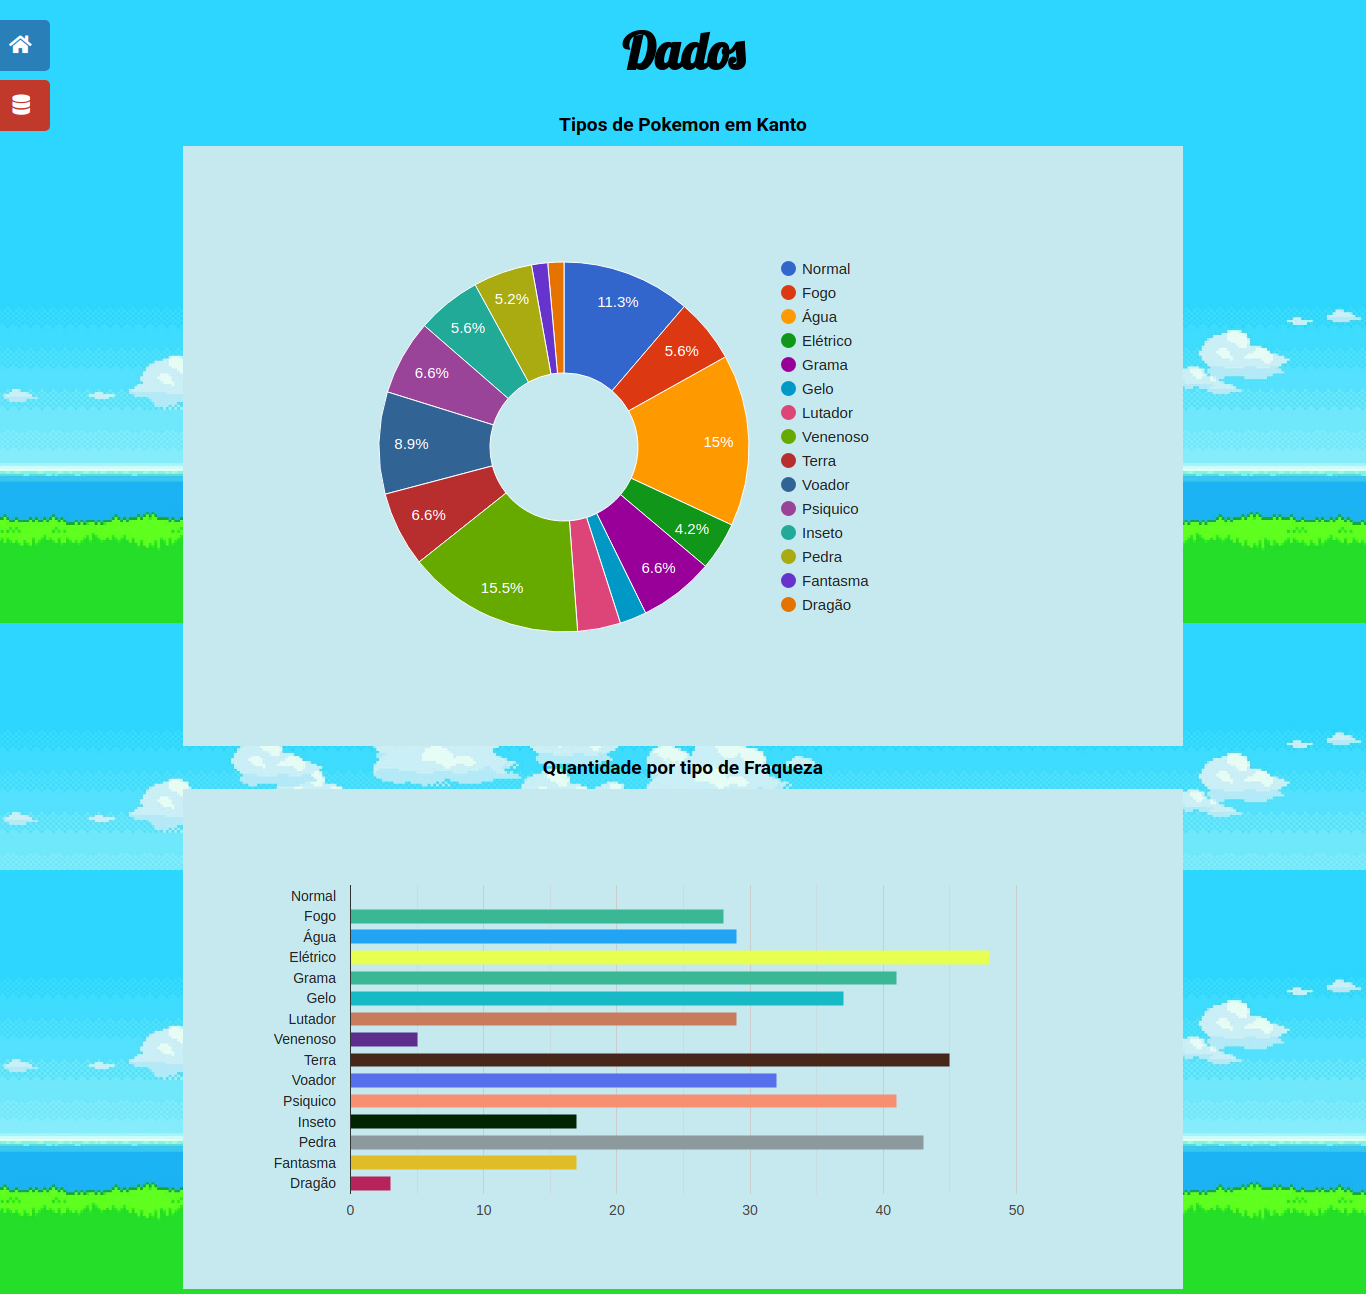 Dados
Tipos de Pokemon em Kanto
11.3%
5.6%
15%
4.2%
6.6%
15.5%
6.6%
8.9%
6.6%
5.6%
5.2%
Normal
Fogo
Água
Elétrico
Grama
Gelo
Lutador
Venenoso
Terra
Voador
Psiquico
Inseto
Pedra
Fantasma
Dragão
Quantidade por tipo de Fraqueza
Normal
Fogo
Água
Elétrico
Grama
Gelo
Lutador
Venenoso
Terra
Voador
Psiquico
Inseto
Pedra
Fantasma
Dragão
0 10 20 30 40 50